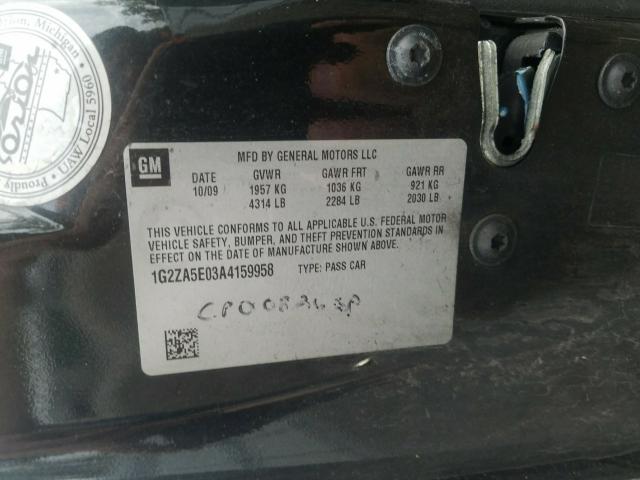 Orion, Michigan
Proudly
UAW Local 5960
GM
MFD BY GENERAL MOTORS LLC
DATE GVWR GAWR FRT GAWR RR
10/09 1957 KG 1036 KG 921 KG
4314 LB 2284 LB 2030 LB
THIS VEHICLE CONFORMS TO ALL APPLICABLE U.S. FEDERAL MOTOR
VEHICLE SAFETY, BUMPER, AND THEFT PREVENTION STANDARDS IN
EFFECT ON THE DATE OF MANUFACTURE SHOWN ABOVE.
1G2ZA5E03A4159958 TYPE: PASS CAR